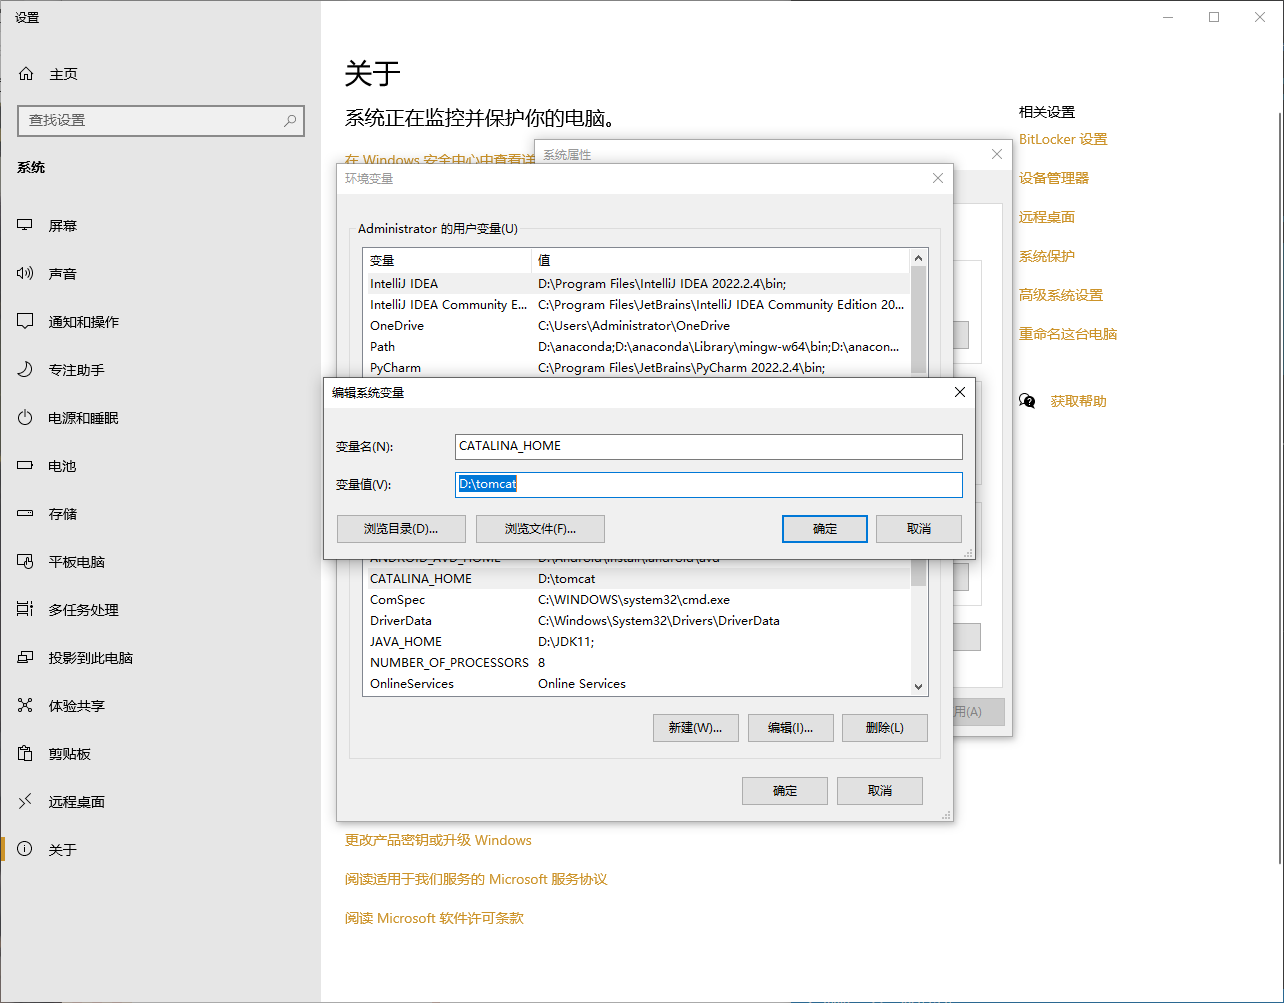 设置
主页
查找设置
系统
屏幕
声音
通知和操作
专注助手
电源和睡眠
电池
存储
平板电脑
多任务处理
投影到此电脑
体验共享
剪贴板
远程桌面
关于
关于
系统正在监控并保护你的电脑。
在 Windows 安全中心中查看详
系统属性
环境变量
Administrator 的用户变量(U)
变量 值
IntelliJ IDEA D:\Program Files\IntelliJ IDEA 2022.2.4\bin;
IntelliJ IDEA Community E... C:\Program Files\JetBrains\IntelliJ IDEA Community Edition 20...
OneDrive C:\Users\Administrator\OneDrive
Path D:\anaconda;D:\anaconda\Library\mingw-w64\bin;D:\anacon...
PyCharm C:\Program Files\JetBrains\PyCharm 2022.2.4\bin;
编辑系统变量
变量名(N): CATALINA_HOME
变量值(V): D:\tomcat
浏览目录(D)... 浏览文件(F)... 确定 取消
ANDROID_AVD_HOME
CATALINA_HOME D:\tomcat
ComSpec C:\WINDOWS\system32\cmd.exe
DriverData C:\Windows\System32\Drivers\DriverData
JAVA_HOME D:\JDK11;
NUMBER_OF_PROCESSORS 8
OnlineServices Online Services
新建(W)... 编辑(I)... 删除(L)
确定 取消
用(A)
更改产品密钥或升级 Windows
阅读适用于我们服务的 Microsoft 服务协议
阅读 Microsoft 软件许可条款
相关设置
BitLocker 设置
设备管理器
远程桌面
系统保护
高级系统设置
重命名这台电脑
获取帮助